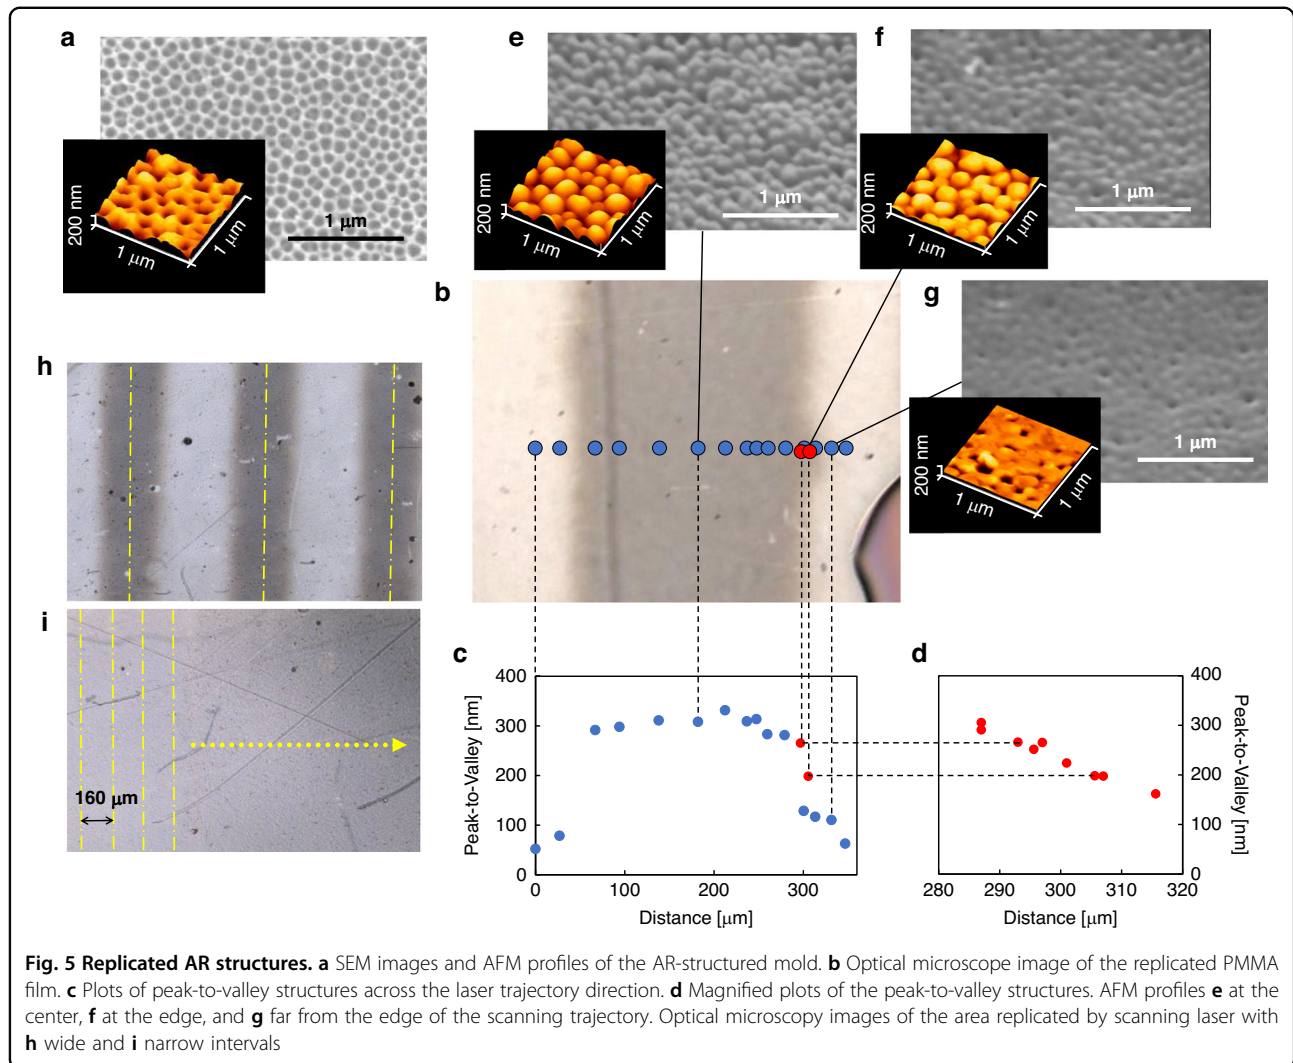 a
e
f
1 μm
1 μm
1 μm
200 nm
1 μm
1 μm
200 nm
1 μm
1 μm
200 nm
1 μm
1 μm
b
g
1 μm
200 nm
1 μm
1 μm
h
i
160 μm
c
400
300
200
100
0
Peak-to-Valley [nm]
0 100 200 300
Distance [μm]
d
400
300
200
100
0
Peak-to-Valley [nm]
280 290 300 310 320
Distance [μm]
Fig. 5 Replicated AR structures. a SEM images and AFM profiles of the AR-structured mold. b Optical microscope image of the replicated PMMA
film. c Plots of peak-to-valley structures across the laser trajectory direction. d Magnified plots of the peak-to-valley structures. AFM profiles e at the
center, f at the edge, and g far from the edge of the scanning trajectory. Optical microscopy images of the area replicated by scanning laser with
h wide and i narrow intervals